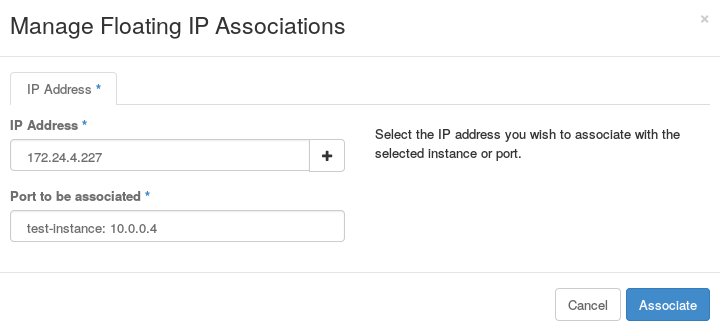 Manage Floating IP Associations
×
IP Address *
IP Address *
172.24.4.227
+
Select the IP address you wish to associate with the
selected instance or port.
Port to be associated *
test-instance: 10.0.0.4
Cancel
Associate